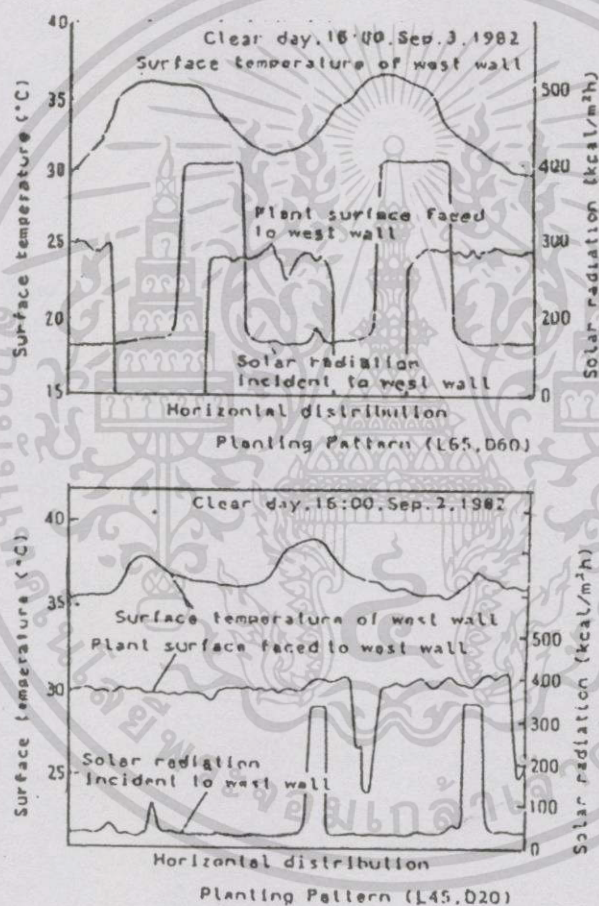 Clear day, 16:00, Sep. 3, 1982
Surface temperature of west wall
Surface temperature (°C)
40
35
30
25
20
15
Solar radiation (kcal/m²h)
500
400
300
200
100
0
Plant surface faced
to west wall
Solar radiation
incident to west wall
Horizontal distribution
Planting Pattern (L65, D60)
Clear day, 16:00, Sep. 2, 1982
Surface temperature (°C)
40
35
30
25
Solar radiation (kcal/m²h)
500
400
300
200
100
0
Surface temperature of west wall
Plant surface faced to west wall
Solar radiation
incident to west wall
Horizontal distribution
Planting Pattern (L45, D20)